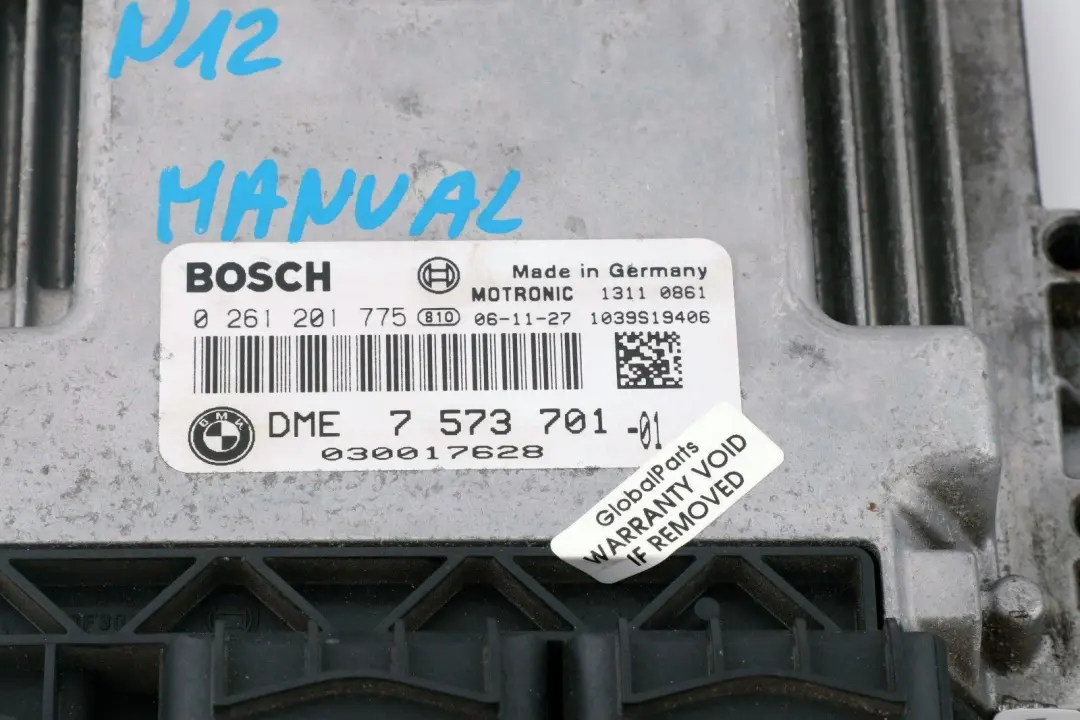 N12
MANUAL
BOSCH
Made in Germany
MOTRONIC 1311 0861
0 261 201 775 810 06-11-27 1039S19406
BMW
DME 7 573 701 -01
030017628
GlobalParts
WARRANTY VOID
IF REMOVED